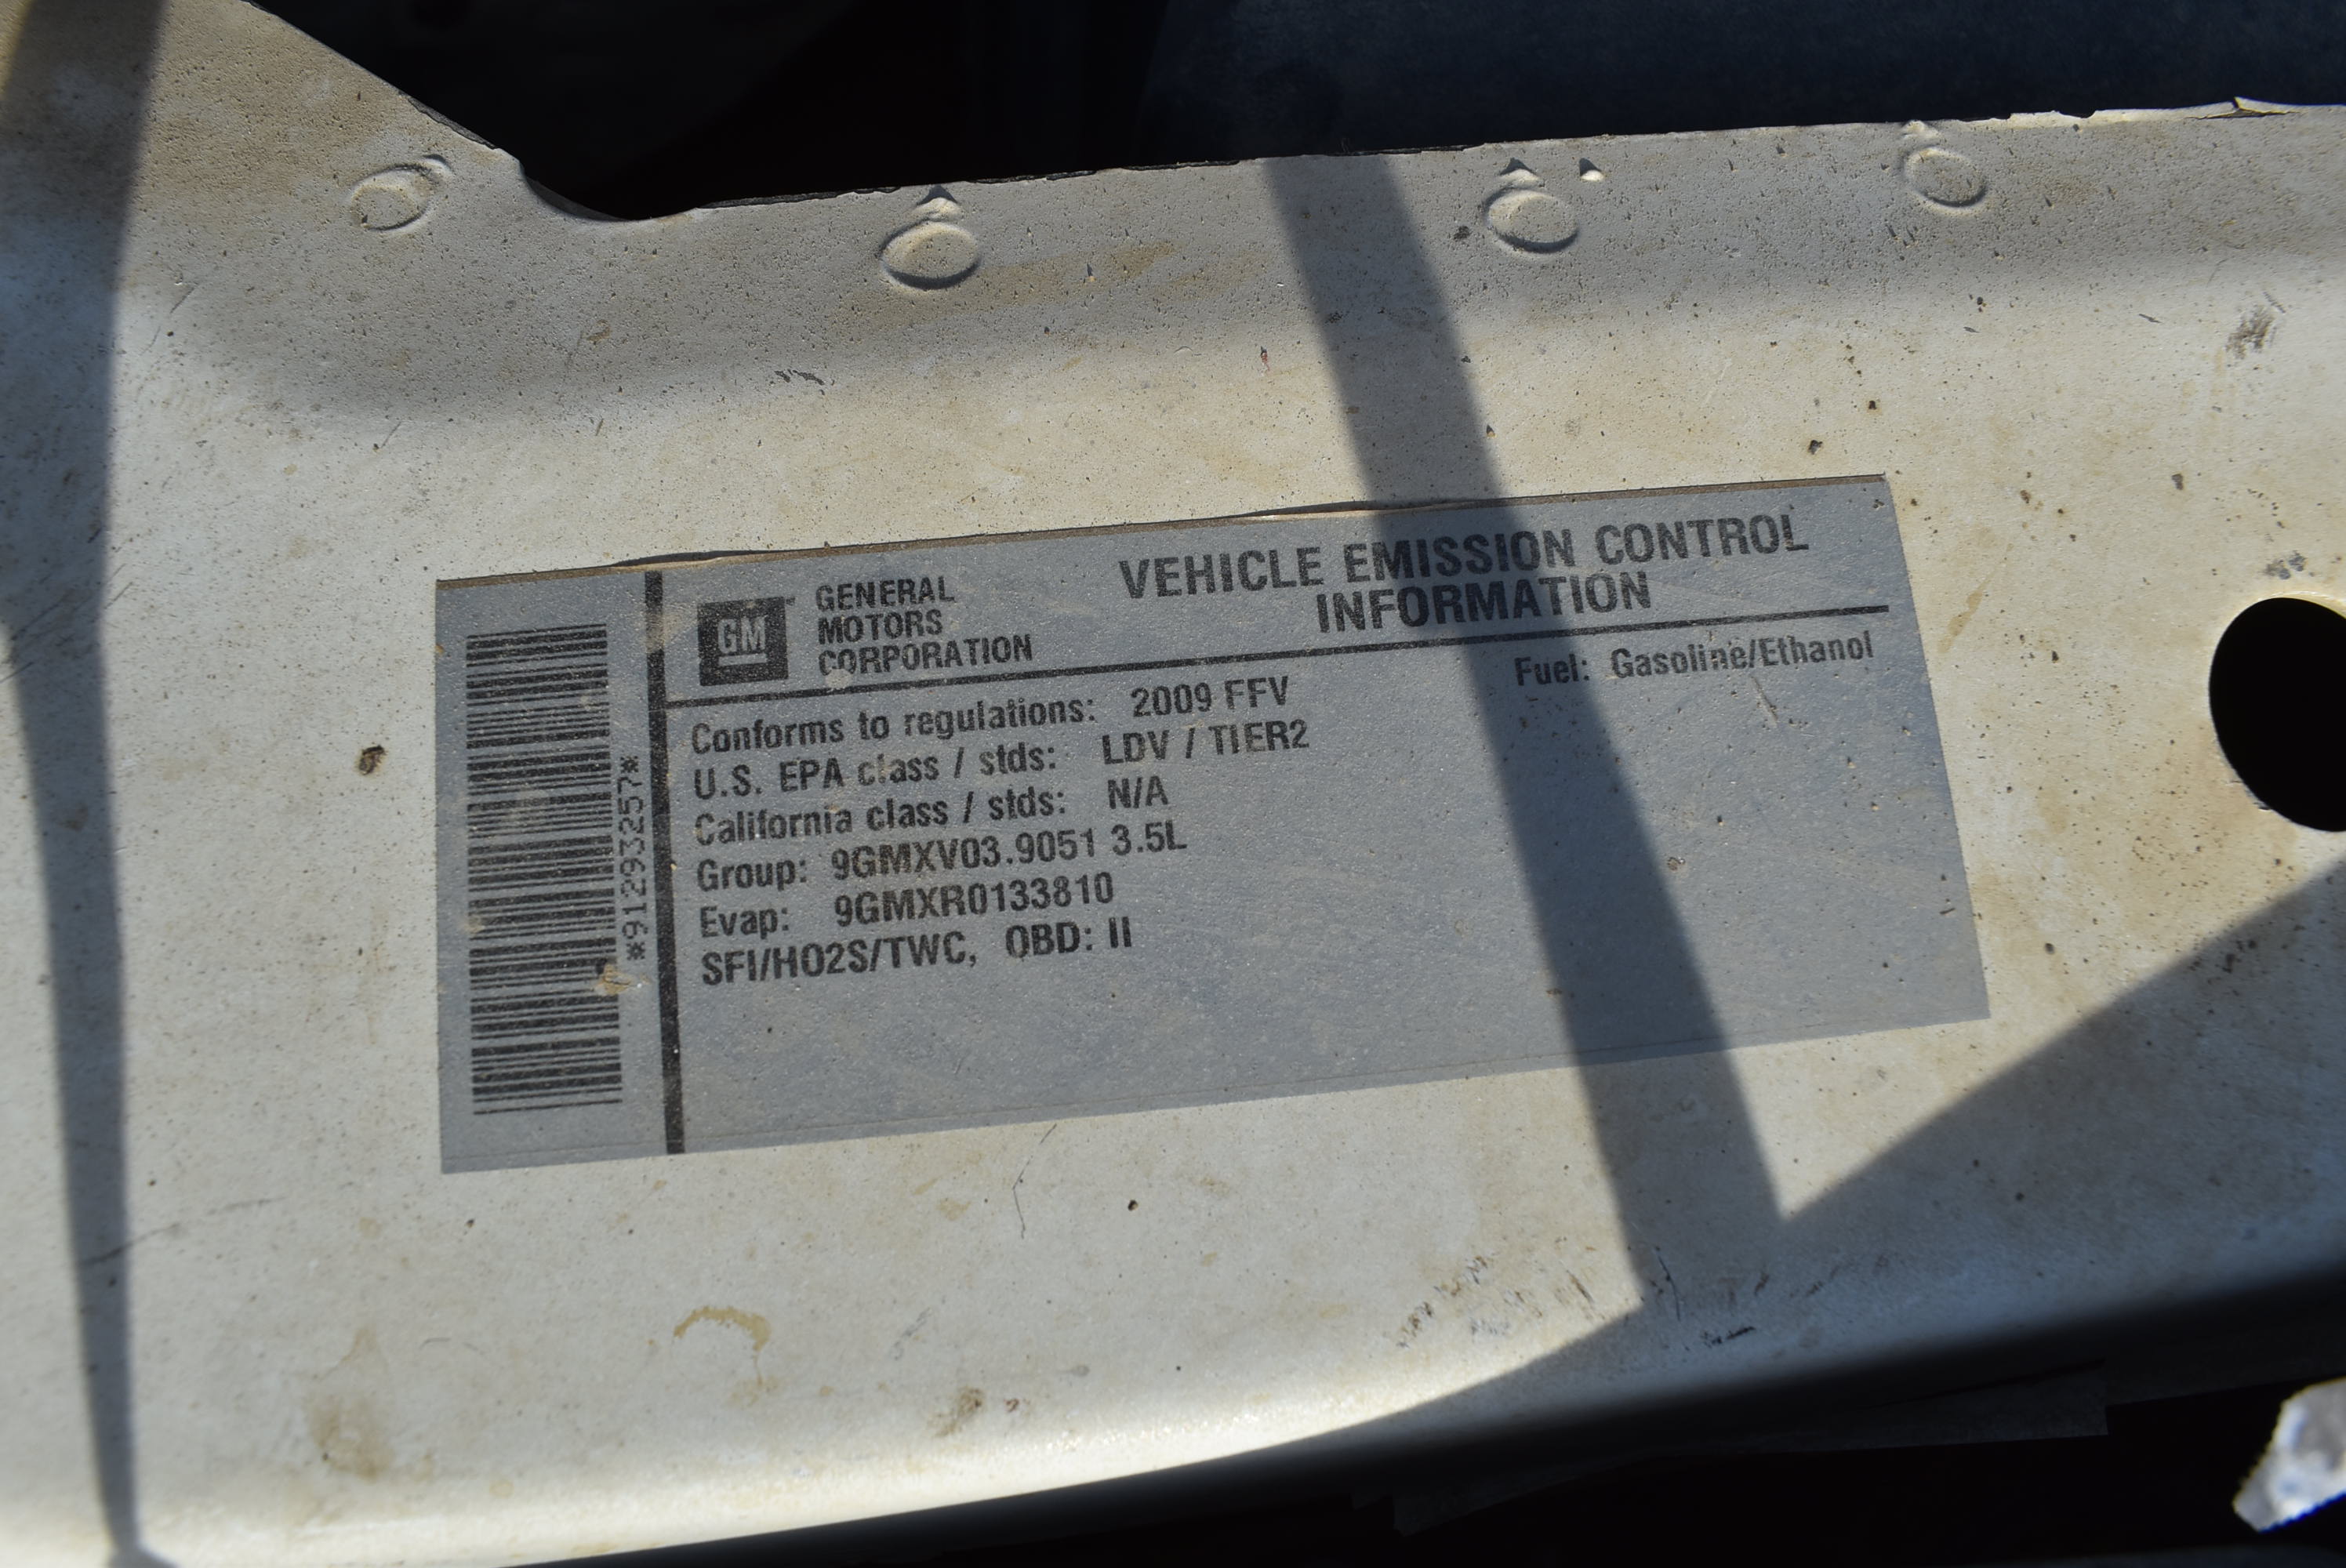 *91293257*
GM
GENERAL
MOTORS
CORPORATION
VEHICLE EMISSION CONTROL
INFORMATION
Fuel: Gasoline/Ethanol
Conforms to regulations: 2009 FFV
U.S. EPA class / stds: LDV / TIER2
California class / stds: N/A
Group: 9GMXV03.9051 3.5L
Evap: 9GMXR0133810
SFI/HO2S/TWC, OBD: II